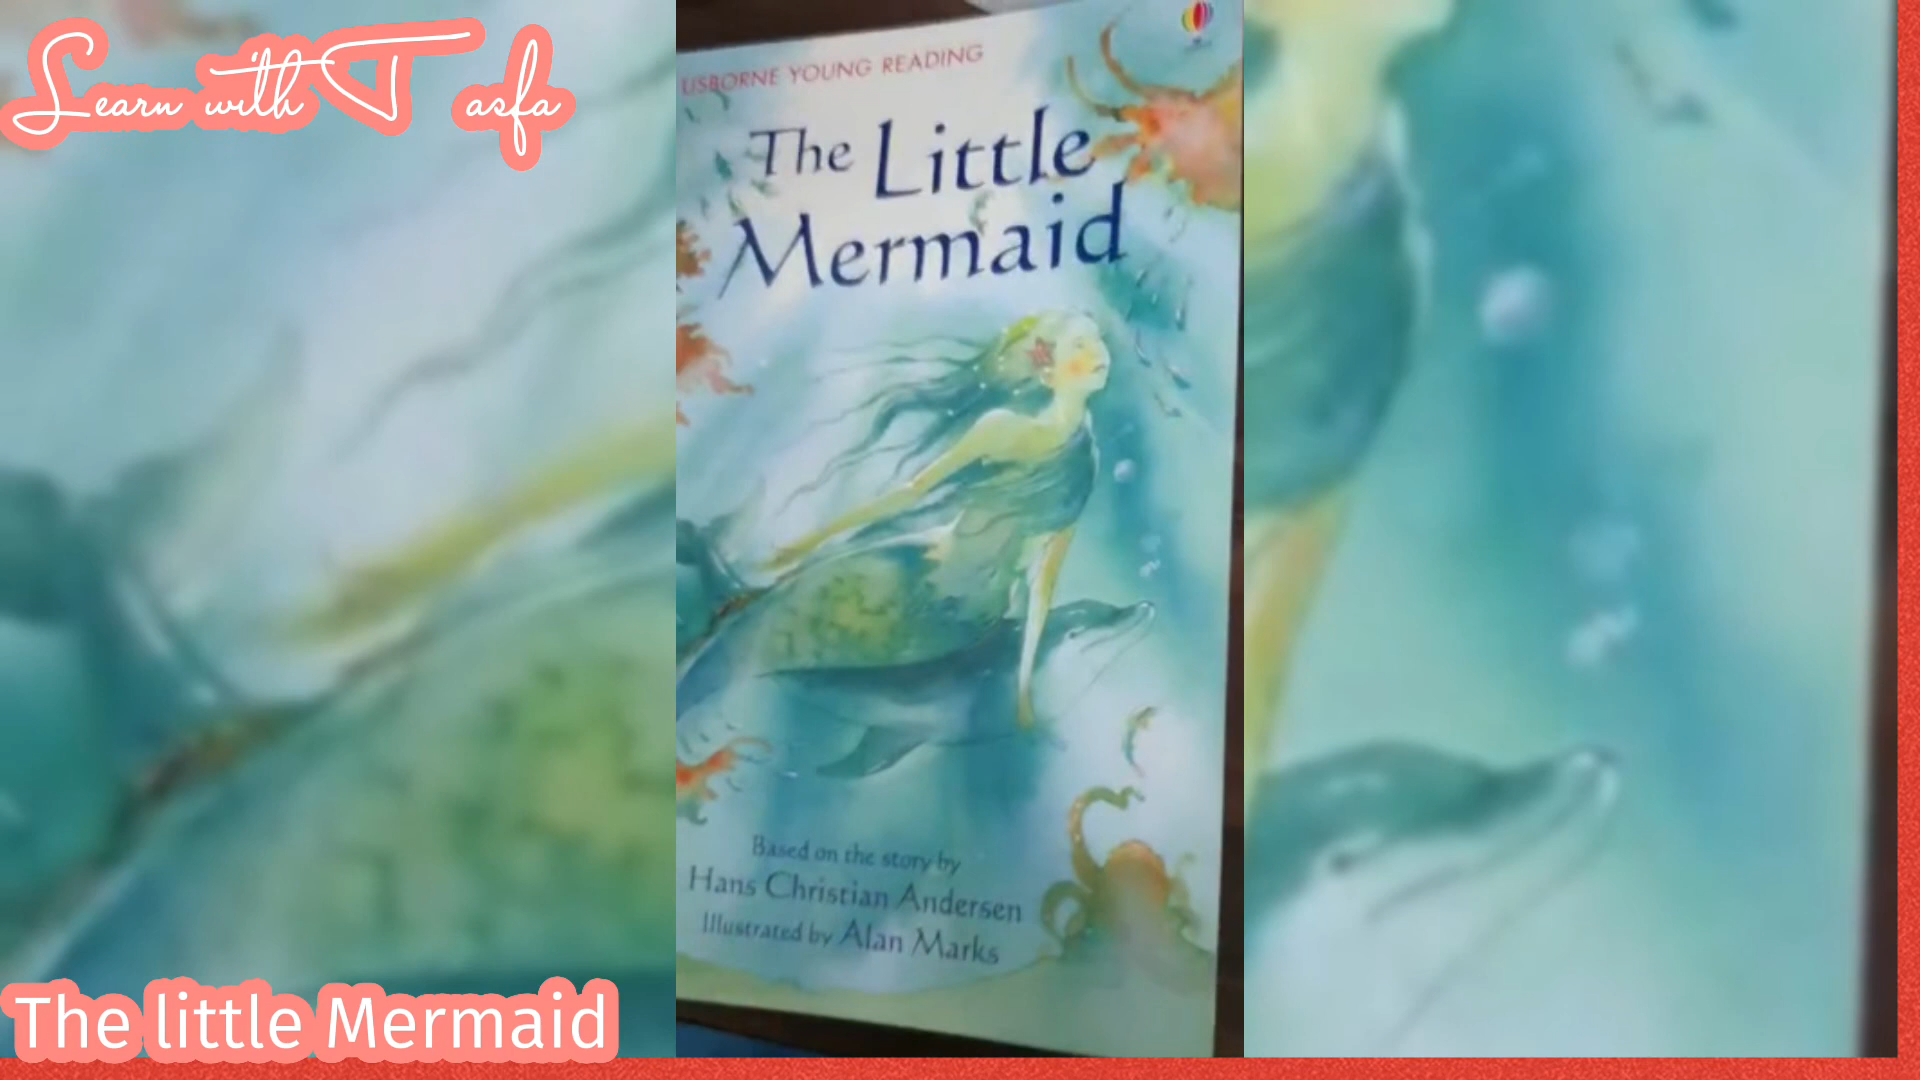 Learn with Tasfa
USBORNE YOUNG READING
The Little
Mermaid
Based on the story by
Hans Christian Andersen
Illustrated by Alan Marks
The little Mermaid